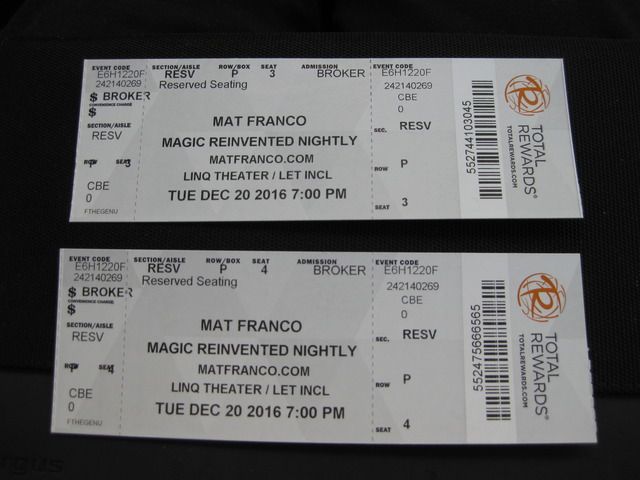 EVENT CODE SECTION/AISLE ROW/BOX SEAT ADMISSION EVENT CODE
E6H1220F RESV P 3 BROKER E6H1220F
242140269 Reserved Seating 242140269
$ BROKER CBE
CONVENIENCE CHARGE 0
$
SECTION/AISLE MAT FRANCO SEC. RESV
RESV MAGIC REINVENTED NIGHTLY
MATFRANCO.COM
P 3 LINQ THEATER / LET INCL ROW P
CBE TUE DEC 20 2016 7:00 PM
0
FTHEGENU SEAT 3
552744103045
TOTAL REWARDS®
TOTALREWARDS.COM
EVENT CODE SECTION/AISLE ROW/BOX SEAT ADMISSION EVENT CODE
E6H1220F RESV P 4 BROKER E6H1220F
242140269 Reserved Seating 242140269
$ BROKER CBE
CONVENIENCE CHARGE 0
$
SECTION/AISLE MAT FRANCO SEC. RESV
RESV MAGIC REINVENTED NIGHTLY
MATFRANCO.COM
P 4 LINQ THEATER / LET INCL ROW P
CBE TUE DEC 20 2016 7:00 PM
0
FTHEGENU SEAT 4
552475666565
TOTAL REWARDS®
TOTALREWARDS.COM